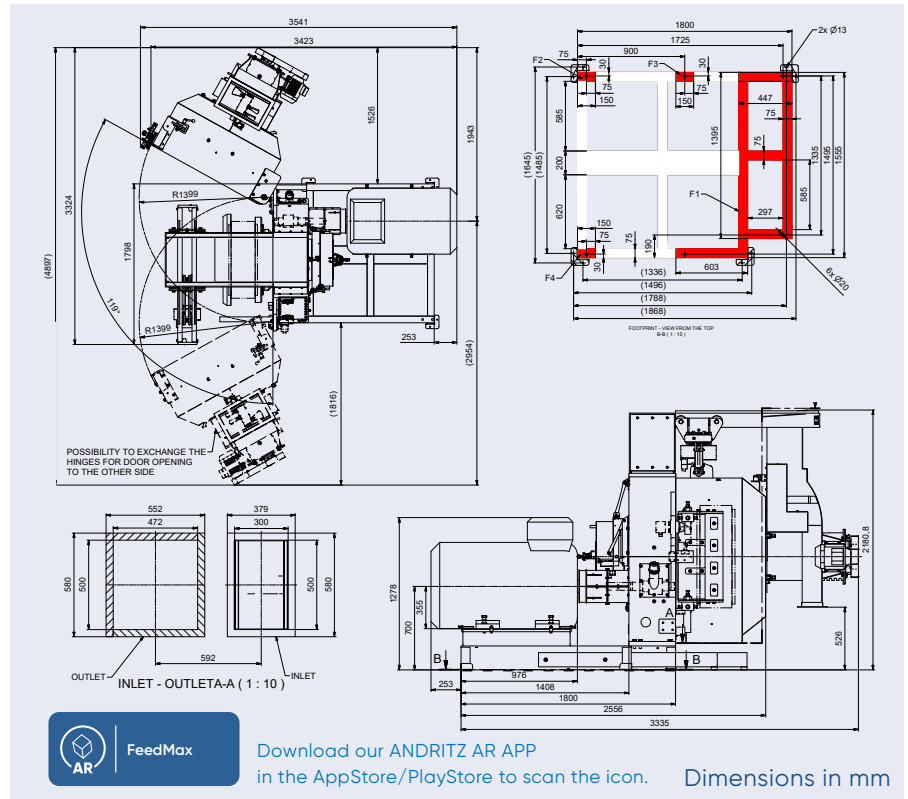 3541
3423
1526
1943
3324
(4897)
1798
R1399
R1399
119°
253
(1816)
(2954)
POSSIBILITY TO EXCHANGE THE
HINGES FOR DOOR OPENING
TO THE OTHER SIDE
1800
1725
2x Ø13
75
900
F2
30
F3
30
75
75
150
150
447
75
585
1395
75
1335
1495
1555
(1645)
(1485)
200
585
F1
620
297
150
75
75
190
F4
30
(1336)
603
6x Ø20
(1496)
(1788)
(1868)
FOOTPRINT - VIEW FROM THE TOP
B-B ( 1 : 15 )
552
472
379
300
580
500
500
580
592
OUTLET
INLET
INLET - OUTLETA-A ( 1 : 10 )
1278
700
355
A
2180,8
526
B
B
253
976
1408
1800
2556
3335
AR
FeedMax
Download our ANDRITZ AR APP
in the AppStore/PlayStore to scan the icon.
Dimensions in mm